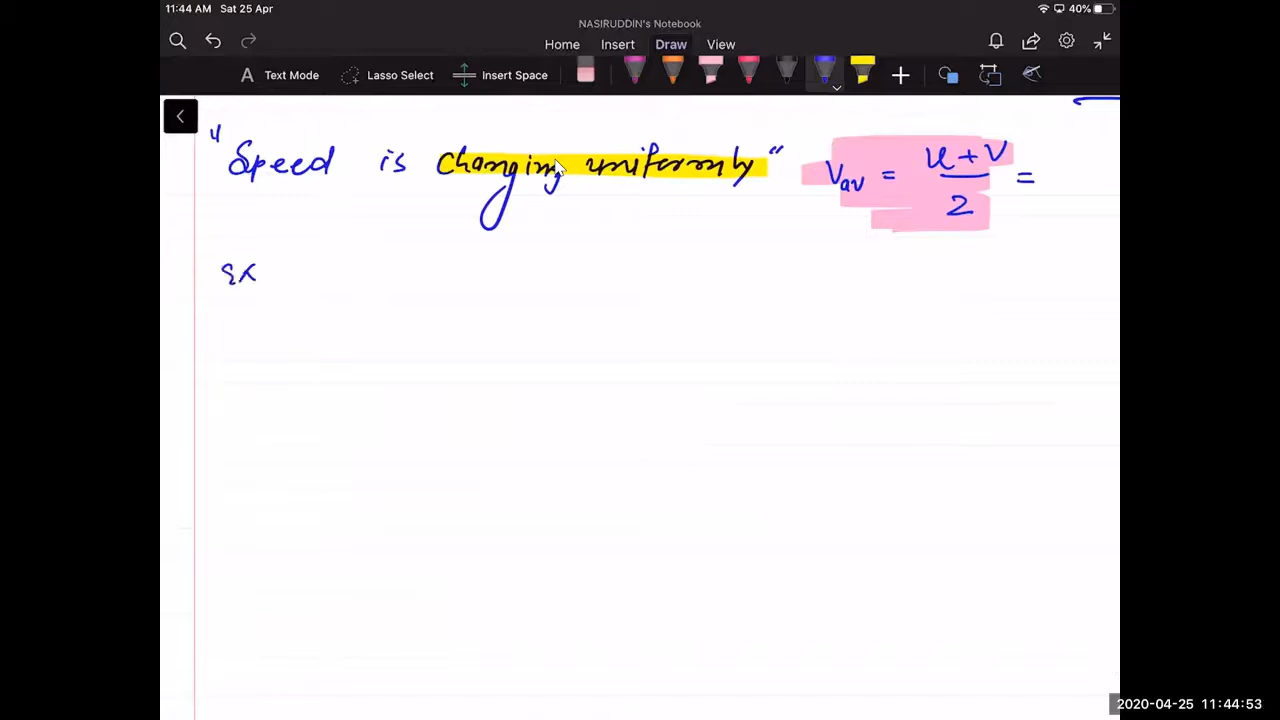 11:44 AM Sat 25 Apr
40%
NASIRUDDIN's Notebook
Home Insert Draw View
Text Mode Lasso Select Insert Space
"Speed is changing uniformly" Vav = u + v / 2 =
Ex
2020-04-25 11:44:53